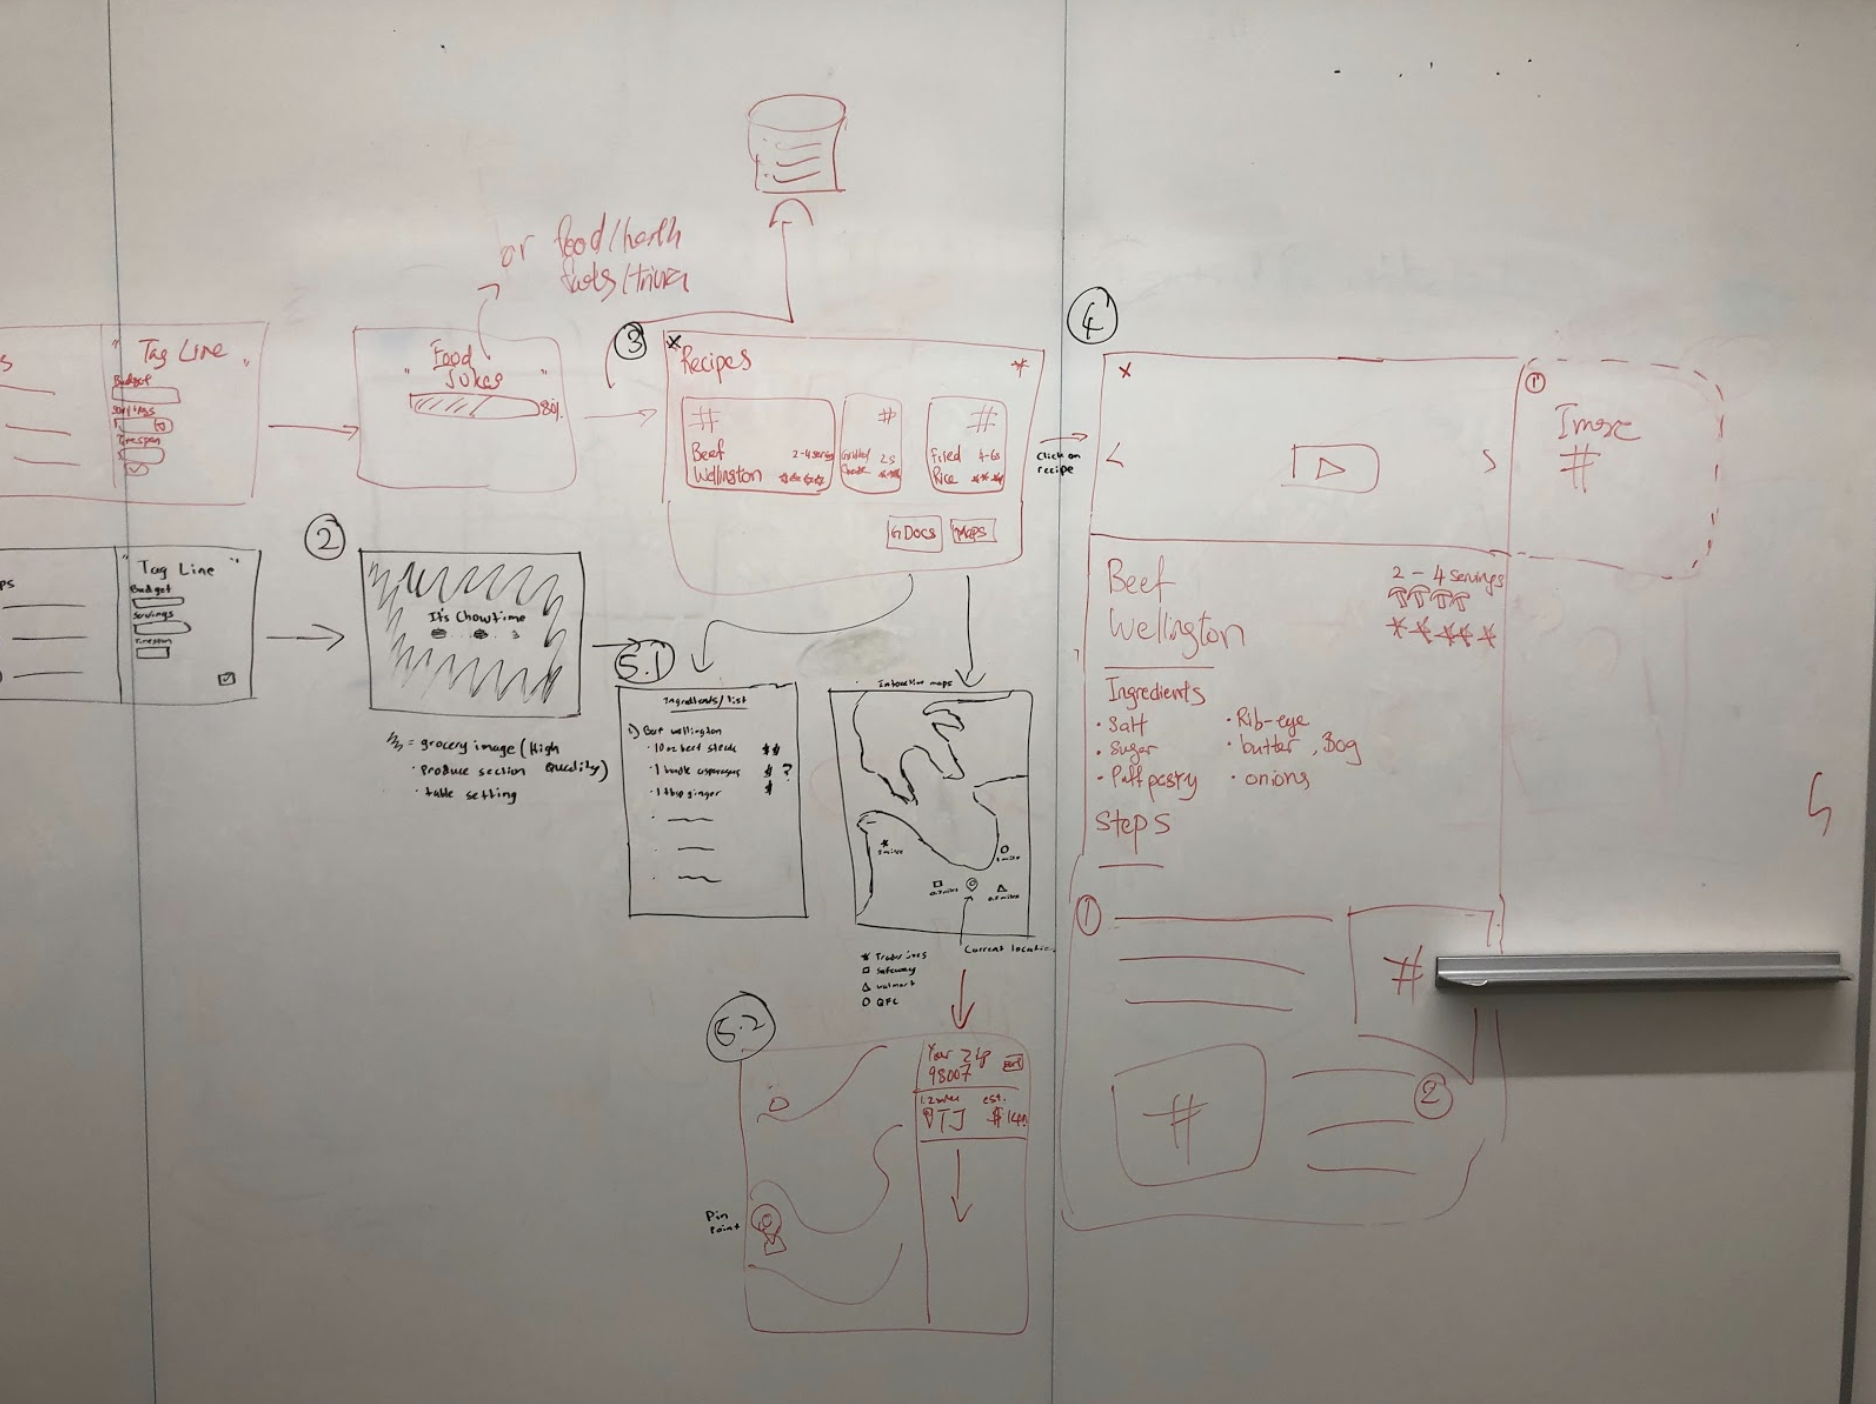 or food/health
facts/trivia
" Tag Line "
Budget
Servings
Timespan
" Food
Jokes "
80%
3
Recipes
Beef
Wellington
2-4 servings
Grilled
Cheese
2s
Fried
Rice
4-6s
G Docs
Maps
Click on
recipe
4
1
Image
Beef
Wellington
2 - 4 servings
Ingredients
• Salt
• Sugar
• Puff pastry
• Rib-eye
• butter, 30g
• onions
Steps
1
2
" Tag Line "
Budget
Servings
Timespan
2
It's Chowtime
= grocery image (High
Quality)
• produce section
• table setting
5.1
Ingredients/list
1) Beef wellington
• 10 oz beef steak
• 1 bundle asparagus
?
• 1 tbsp ginger
Interactive maps
Current location
Trader Joes
Safeway
Walmart
QFC
5.2
Your Zip
98007
1.2 miles
est.
TJ
Pin
Point